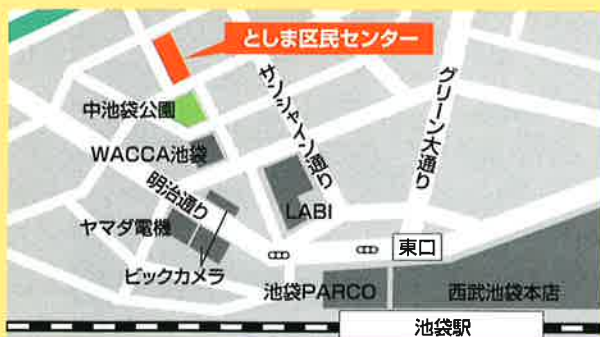 としま区民センター
中池袋公園
サンシャイン通り
グリーン大通り
WACCA池袋
明治通り
LABI
ヤマダ電機
東口
ビックカメラ
池袋PARCO
西武池袋本店
池袋駅